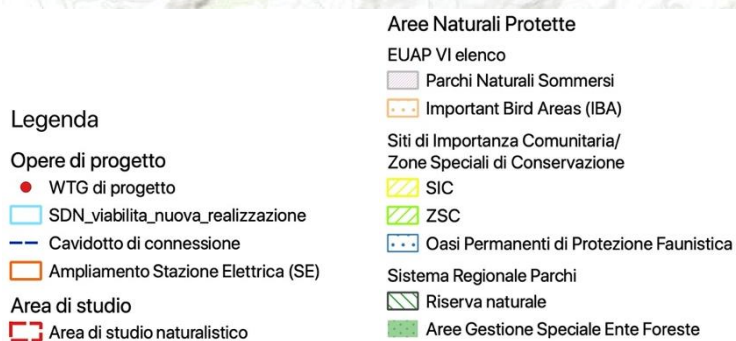 Legenda
Opere di progetto
WTG di progetto
SDN_viabilita_nuova_realizzazione
Cavidotto di connessione
Ampliamento Stazione Elettrica (SE)
Area di studio
Area di studio naturalistico
Aree Naturali Protette
EUAP VI elenco
Parchi Naturali Sommersi
Important Bird Areas (IBA)
Siti di Importanza Comunitaria/
Zone Speciali di Conservazione
SIC
ZSC
Oasi Permanenti di Protezione Faunistica
Sistema Regionale Parchi
Riserva naturale
Aree Gestione Speciale Ente Foreste